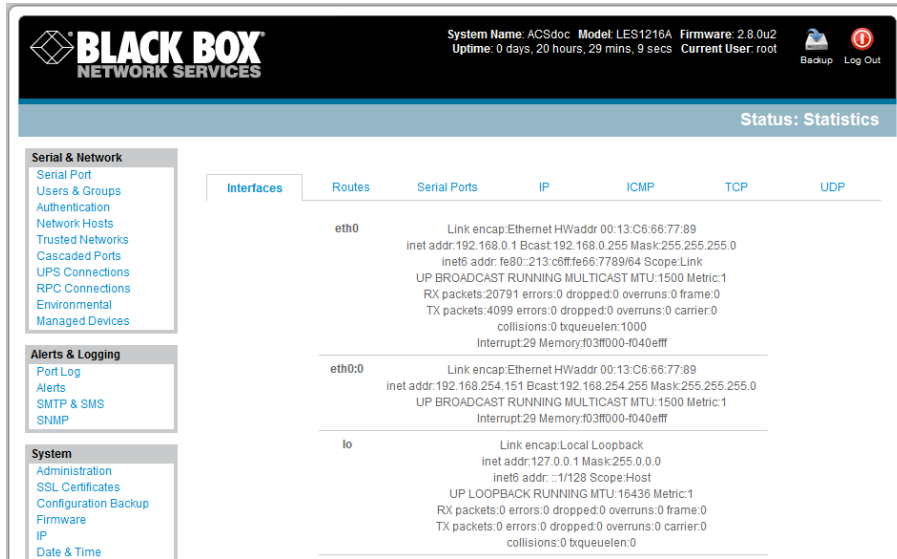 BLACK BOX
NETWORK SERVICES
System Name: ACSdoc Model: LES1216A Firmware: 2.8.0u2
Uptime: 0 days, 20 hours, 29 mins, 9 secs Current User: root
Backup
Log Out
Status: Statistics
Serial & Network
Serial Port
Users & Groups
Authentication
Network Hosts
Trusted Networks
Cascaded Ports
UPS Connections
RPC Connections
Environmental
Managed Devices
Alerts & Logging
Port Log
Alerts
SMTP & SMS
SNMP
System
Administration
SSL Certificates
Configuration Backup
Firmware
IP
Date & Time
Interfaces Routes Serial Ports IP ICMP TCP UDP
eth0 Link encap:Ethernet HWaddr 00:13:C6:66:77:89
inet addr:192.168.0.1 Bcast:192.168.0.255 Mask:255.255.255.0
inet6 addr: fe80::213:c6ff:fe66:7789/64 Scope:Link
UP BROADCAST RUNNING MULTICAST MTU:1500 Metric:1
RX packets:20791 errors:0 dropped:0 overruns:0 frame:0
TX packets:4099 errors:0 dropped:0 overruns:0 carrier:0
collisions:0 txqueuelen:1000
Interrupt:29 Memory:f03ff000-f040efff
eth0:0 Link encap:Ethernet HWaddr 00:13:C6:66:77:89
inet addr:192.168.254.151 Bcast:192.168.254.255 Mask:255.255.255.0
UP BROADCAST RUNNING MULTICAST MTU:1500 Metric:1
Interrupt:29 Memory:f03ff000-f040efff
lo Link encap:Local Loopback
inet addr:127.0.0.1 Mask:255.0.0.0
inet6 addr: ::1/128 Scope:Host
UP LOOPBACK RUNNING MTU:16436 Metric:1
RX packets:0 errors:0 dropped:0 overruns:0 frame:0
TX packets:0 errors:0 dropped:0 overruns:0 carrier:0
collisions:0 txqueuelen:0